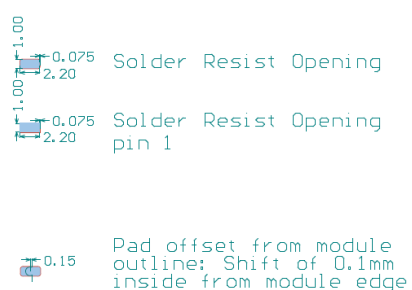 1.00
0.075 Solder Resist Opening
2.20
1.00
0.075 Solder Resist Opening
2.20 pin 1
Pad offset from module
0.15 outline: Shift of 0.1mm
inside from module edge